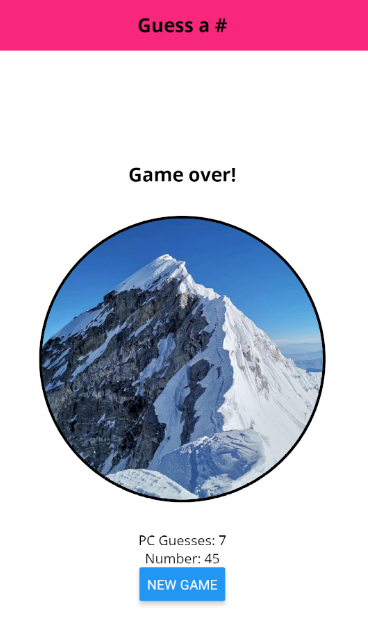 Guess a #
Game over!
PC Guesses: 7
Number: 45
NEW GAME